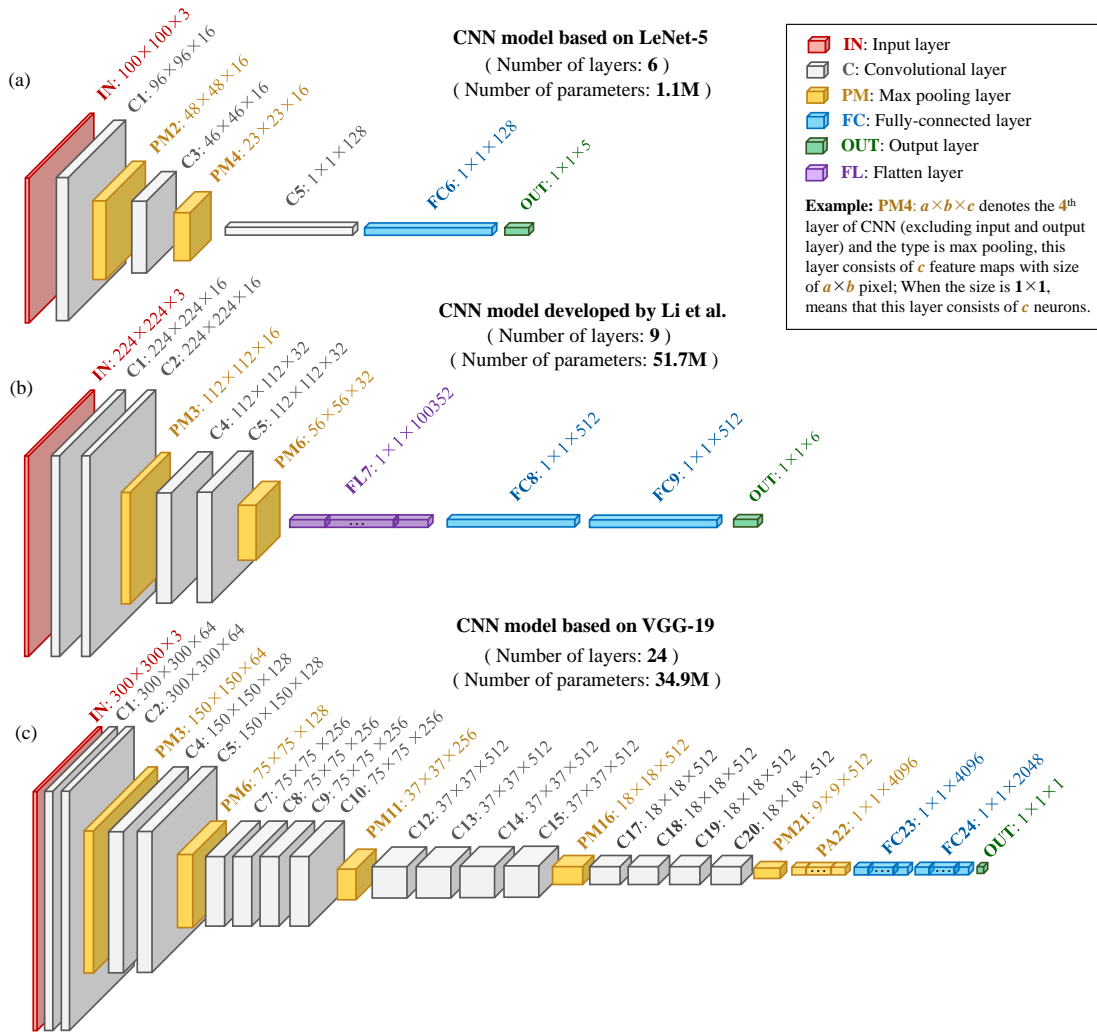 CNN model based on LeNet-5
( Number of layers: 6 )
( Number of parameters: 1.1M )
(a)
IN: 100×100×3
C1: 96×96×16
PM2: 48×48×16
C3: 46×46×16
PM4: 23×23×16
C5: 1×1×128
FC6: 1×1×128
OUT: 1×1×5
IN: Input layer
C: Convolutional layer
PM: Max pooling layer
FC: Fully-connected layer
OUT: Output layer
FL: Flatten layer
Example: PM4: a×b×c denotes the 4th
layer of CNN (excluding input and output
layer) and the type is max pooling, this
layer consists of c feature maps with size
of a×b pixel; When the size is 1×1,
means that this layer consists of c neurons.
CNN model developed by Li et al.
( Number of layers: 9 )
( Number of parameters: 51.7M )
(b)
IN: 224×224×3
C1: 224×224×16
C2: 224×224×16
PM3: 112×112×16
C4: 112×112×32
C5: 112×112×32
PM6: 56×56×32
FL7: 1×1×100352
...
FC8: 1×1×512
FC9: 1×1×512
OUT: 1×1×6
CNN model based on VGG-19
( Number of layers: 24 )
( Number of parameters: 34.9M )
(c)
IN: 300×300×3
C1: 300×300×64
C2: 300×300×64
PM3: 150×150×64
C4: 150×150×128
C5: 150×150×128
PM6: 75×75×128
C7: 75×75×256
C8: 75×75×256
C9: 75×75×256
C10: 75×75×256
PM11: 37×37×256
C12: 37×37×512
C13: 37×37×512
C14: 37×37×512
C15: 37×37×512
PM16: 18×18×512
C17: 18×18×512
C18: 18×18×512
C19: 18×18×512
C20: 18×18×512
PM21: 9×9×512
PA22: 1×1×4096
...
FC23: 1×1×4096
...
FC24: 1×1×2048
...
OUT: 1×1×1